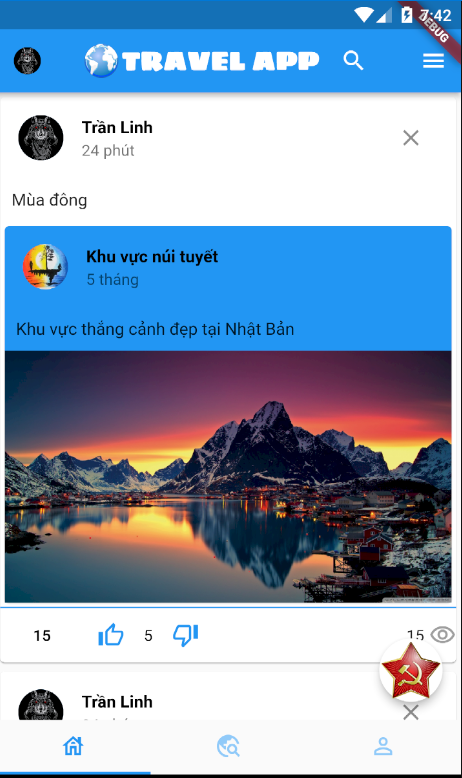 7:42
DEBUG
TRAVEL APP
Trần Linh
24 phút
Mùa đông
Khu vực núi tuyết
5 tháng
Khu vực thắng cảnh đẹp tại Nhật Bản
15
5
15
Trần Linh